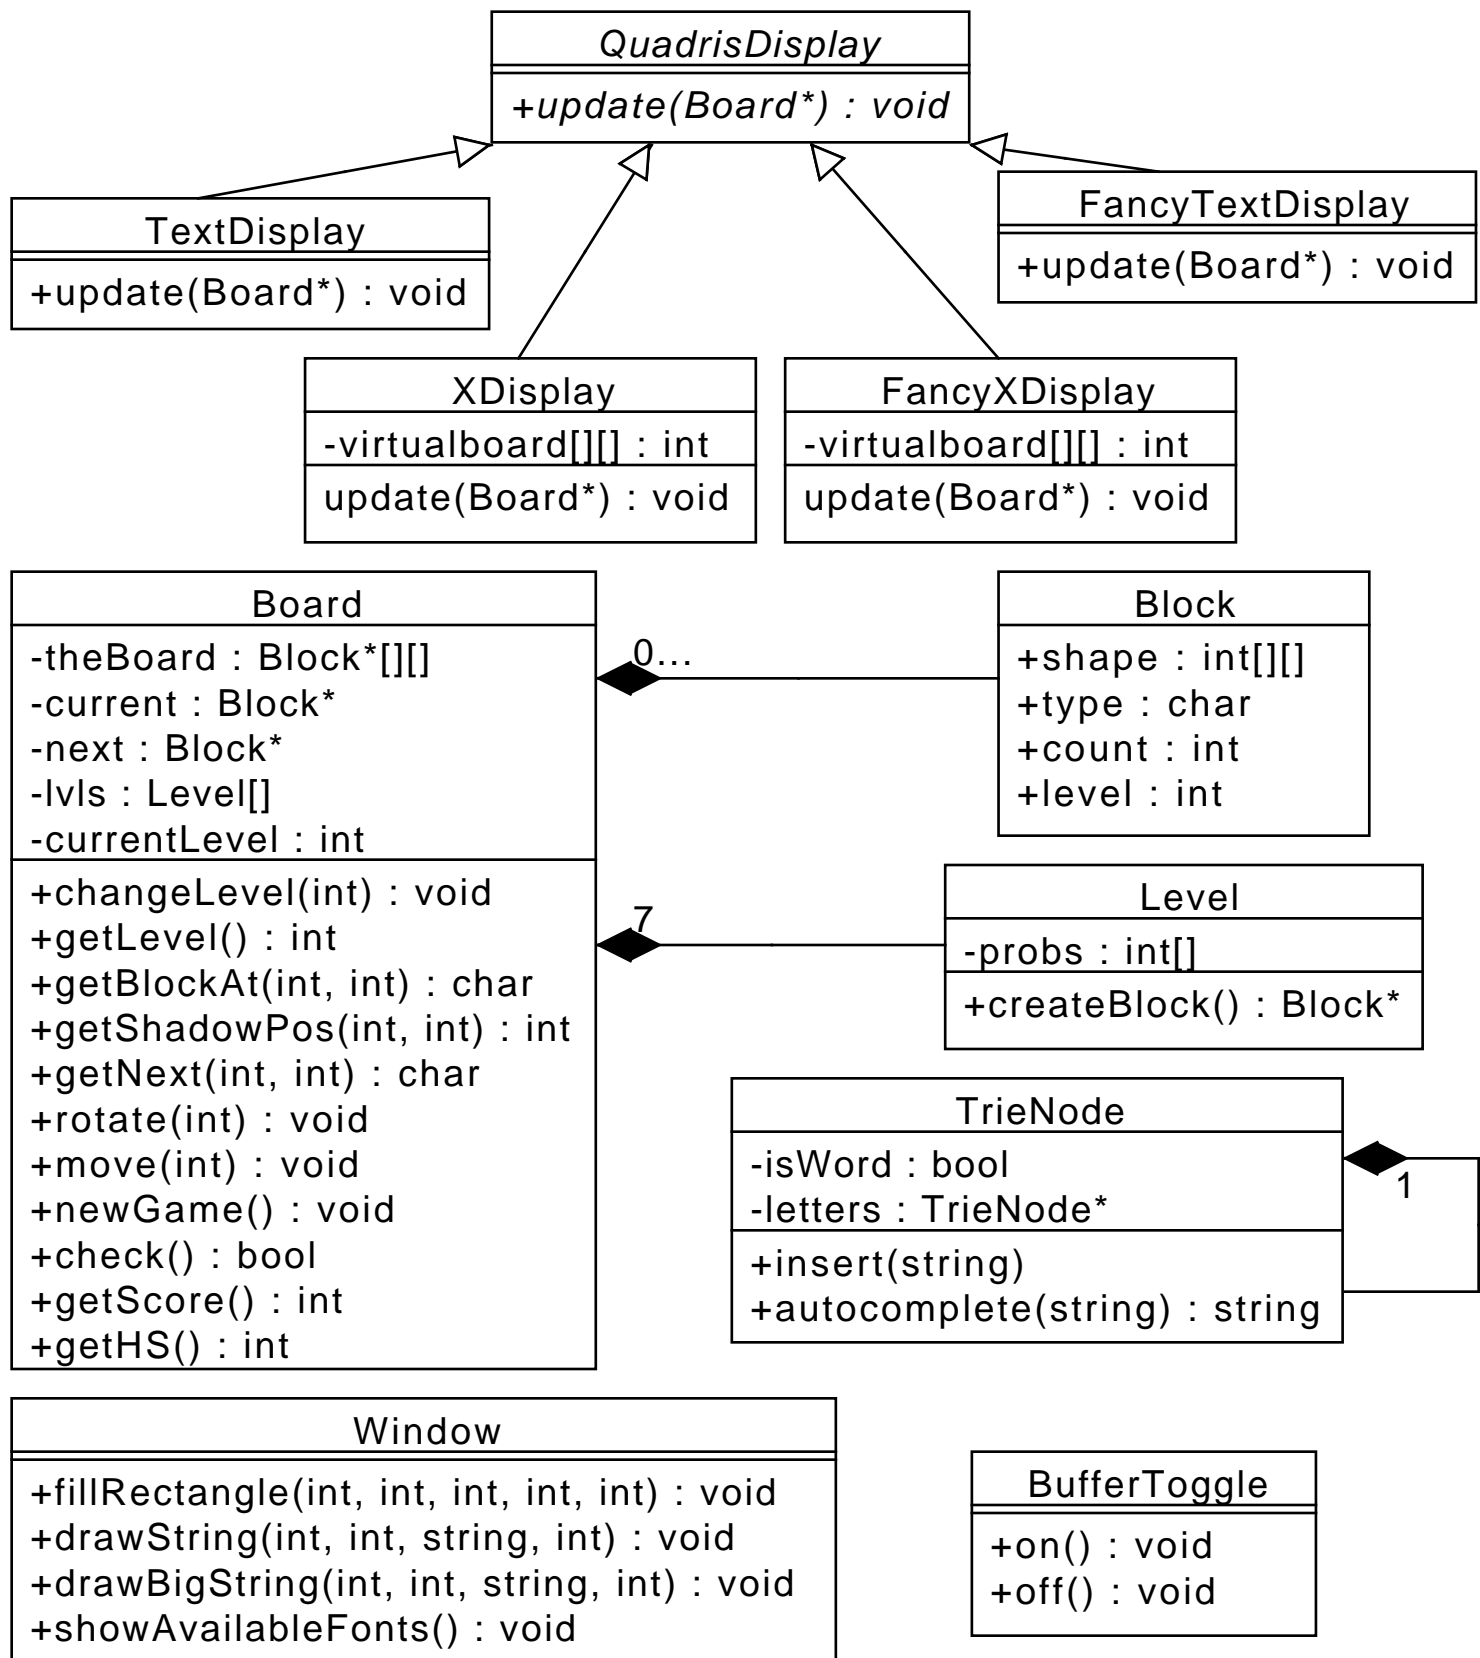 QuadrisDisplay
+update(Board*) : void
TextDisplay
+update(Board*) : void
FancyTextDisplay
+update(Board*) : void
XDisplay
-virtualboard[][] : int
update(Board*) : void
FancyXDisplay
-virtualboard[][] : int
update(Board*) : void
Board
-theBoard : Block*[][]
-current : Block*
-next : Block*
-lvls : Level[]
-currentLevel : int
+changeLevel(int) : void
+getLevel() : int
+getBlockAt(int, int) : char
+getShadowPos(int, int) : int
+getNext(int, int) : char
+rotate(int) : void
+move(int) : void
+newGame() : void
+check() : bool
+getScore() : int
+getHS() : int
0...
Block
+shape : int[][]
+type : char
+count : int
+level : int
7
Level
-probs : int[]
+createBlock() : Block*
TrieNode
-isWord : bool
-letters : TrieNode*
+insert(string)
+autocomplete(string) : string
1
Window
+fillRectangle(int, int, int, int, int) : void
+drawString(int, int, string, int) : void
+drawBigString(int, int, string, int) : void
+showAvailableFonts() : void
BufferToggle
+on() : void
+off() : void